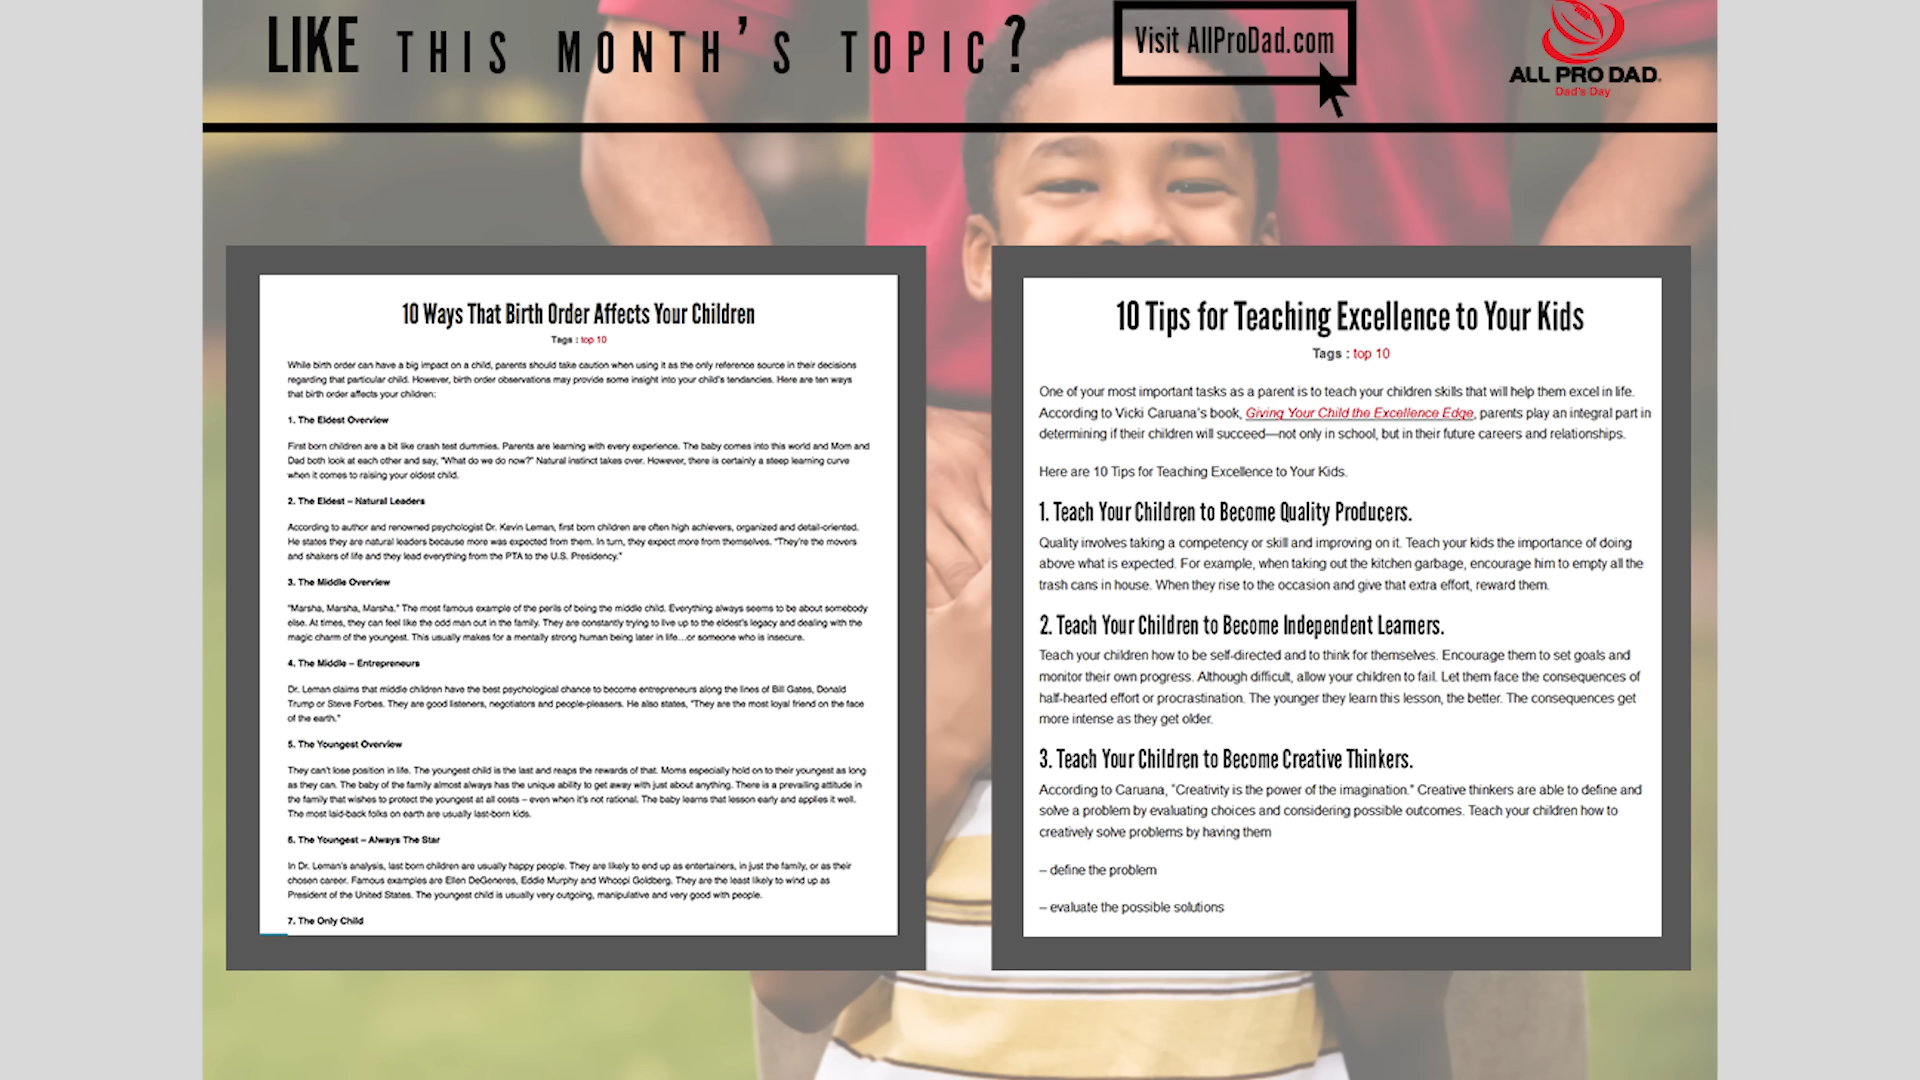 LIKE THIS MONTH'S TOPIC?
Visit AllProDad.com
ALL PRO DAD.
Dad's Day
10 Ways That Birth Order Affects Your Children
Tags : top 10
While birth order can have a big impact on a child, parents should take caution when using it as the only reference source in their decisions
regarding that particular child. However, birth order observations may provide some insight into your child's tendancies. Here are ten ways
that birth order affects your children:
1. The Eldest Overview
First born children are a bit like crash test dummies. Parents are learning with every experience. The baby comes into this world and Mom and
Dad both look at each other and say, "What do we do now?" Natural instinct takes over. However, there is certainly a steep learning curve
when it comes to raising your oldest child.
2. The Eldest – Natural Leaders
According to author and renowned psychologist Dr. Kevin Leman, first born children are often high achievers, organized and detail-oriented.
He states they are natural leaders because more was expected from them. In turn, they expect more from themselves. "They're the movers
and shakers of life and they lead everything from the PTA to the U.S. Presidency."
3. The Middle Overview
"Marsha, Marsha, Marsha." The most famous example of the perils of being the middle child. Everything always seems to be about somebody
else. At times, they can feel like the odd man out in the family. They are constantly trying to live up to the eldest's legacy and dealing with the
magic charm of the youngest. This usually makes for a mentally strong human being later in life…or someone who is insecure.
4. The Middle – Entrepreneurs
Dr. Leman claims that middle children have the best psychological chance to become entrepreneurs along the lines of Bill Gates, Donald
Trump or Steve Forbes. They are good listeners, negotiators and people-pleasers. He also states, "They are the most loyal friend on the face
of the earth."
5. The Youngest Overview
They can't lose position in life. The youngest child is the last and reaps the rewards of that. Moms especially hold on to their youngest as long
as they can. The baby of the family almost always has the unique ability to get away with just about anything. There is a prevailing attitude in
the family that wishes to protect the youngest at all costs – even when it's not rational. The baby learns that lesson early and applies it well.
The most laid-back folks on earth are usually last-born kids.
6. The Youngest – Always The Star
In Dr. Leman's analysis, last born children are usually happy people. They are likely to end up as entertainers, in just the family, or as their
chosen career. Famous examples are Ellen DeGeneres, Eddie Murphy and Whoopi Goldberg. They are the least likely to wind up as
President of the United States. The youngest child is usually very outgoing, manipulative and very good with people.
7. The Only Child
10 Tips for Teaching Excellence to Your Kids
Tags : top 10
One of your most important tasks as a parent is to teach your children skills that will help them excel in life.
According to Vicki Caruana's book, Giving Your Child the Excellence Edge, parents play an integral part in
determining if their children will succeed—not only in school, but in their future careers and relationships.
Here are 10 Tips for Teaching Excellence to Your Kids.
1. Teach Your Children to Become Quality Producers.
Quality involves taking a competency or skill and improving on it. Teach your kids the importance of doing
above what is expected. For example, when taking out the kitchen garbage, encourage him to empty all the
trash cans in house. When they rise to the occasion and give that extra effort, reward them.
2. Teach Your Children to Become Independent Learners.
Teach your children how to be self-directed and to think for themselves. Encourage them to set goals and
monitor their own progress. Although difficult, allow your children to fail. Let them face the consequences of
half-hearted effort or procrastination. The younger they learn this lesson, the better. The consequences get
more intense as they get older.
3. Teach Your Children to Become Creative Thinkers.
According to Caruana, "Creativity is the power of the imagination." Creative thinkers are able to define and
solve a problem by evaluating choices and considering possible outcomes. Teach your children how to
creatively solve problems by having them
– define the problem
– evaluate the possible solutions